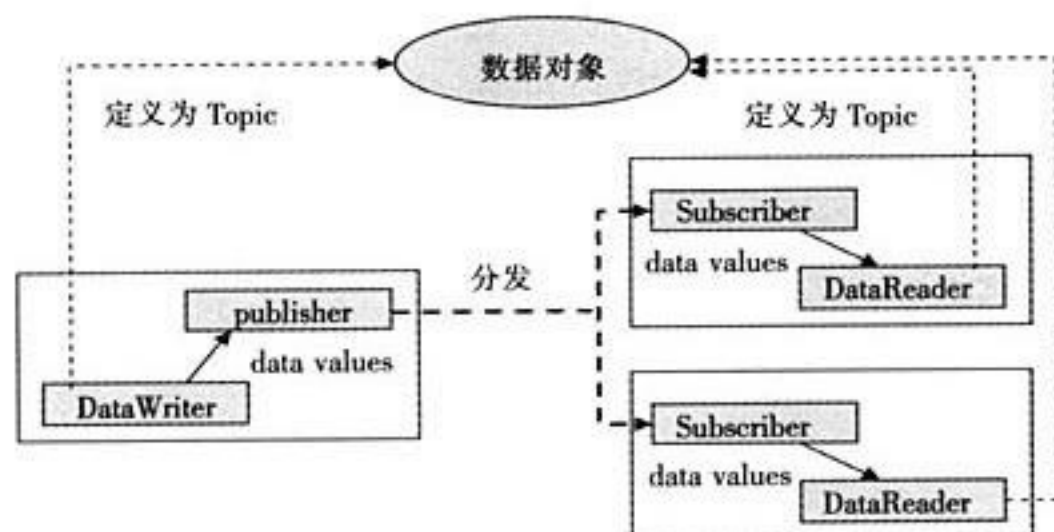 数据对象
定义为 Topic
定义为 Topic
Subscriber
data values
DataReader
分发
publisher
data values
DataWriter
Subscriber
data values
DataReader